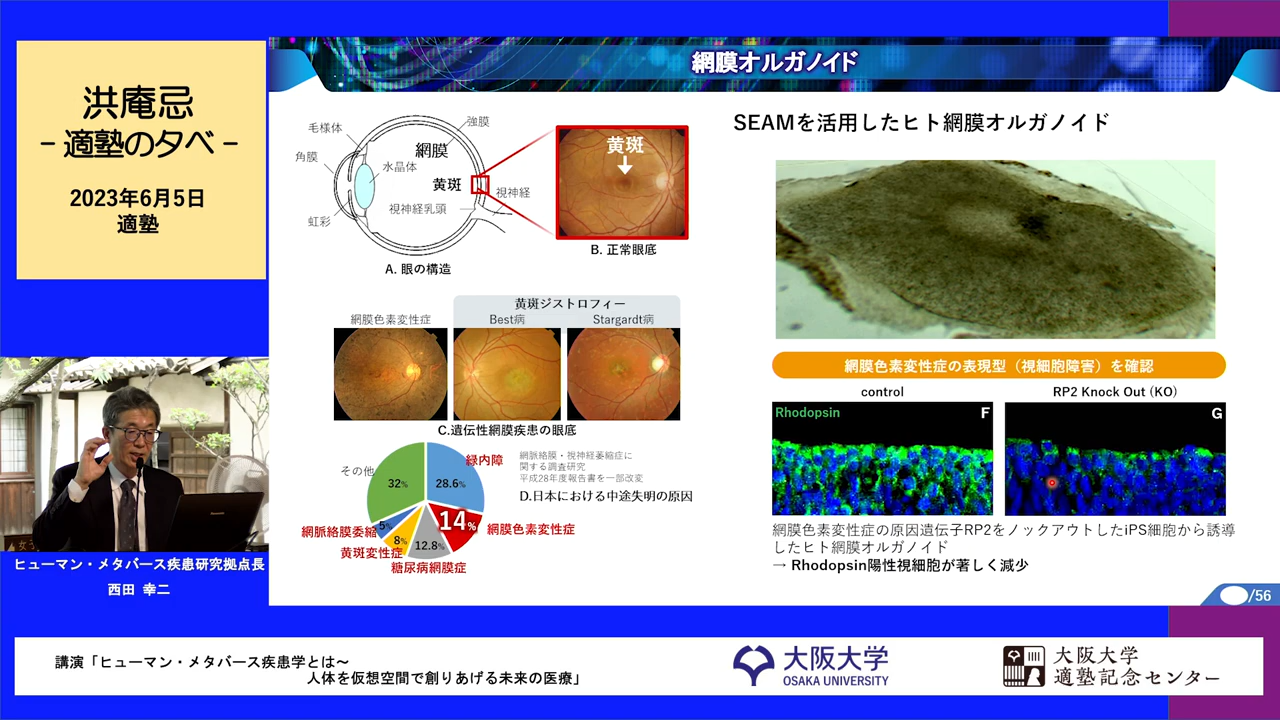 洪庵忌
- 適塾の夕べ -
2023年6月5日
適塾
ヒューマン・メタバース疾患研究拠点長
西田 幸二
網膜オルガノイド
毛様体
強膜
角膜
網膜
水晶体
黄斑
視神経
視神経乳頭
虹彩
A. 眼の構造
黄斑
B. 正常眼底
黄斑ジストロフィー
網膜色素変性症
Best病
Stargardt病
C.遺伝性網膜疾患の眼底
その他
32%
緑内障
28.6%
14%
網膜色素変性症
12.8%
糖尿病網膜症
8%
黄斑変性症
5%
網脈絡膜委縮
網脈絡膜・視神経萎縮症に
関する調査研究
平成28年度報告書を一部改変
D.日本における中途失明の原因
SEAMを活用したヒト網膜オルガノイド
網膜色素変性症の表現型（視細胞障害）を確認
control
RP2 Knock Out (KO)
Rhodopsin
F
G
網膜色素変性症の原因遺伝子RP2をノックアウトしたiPS細胞から誘導
したヒト網膜オルガノイド
→ Rhodopsin陽性視細胞が著しく減少
/56
講演「ヒューマン・メタバース疾患学とは〜
人体を仮想空間で創りあげる未来の医療」
大阪大学
OSAKA UNIVERSITY
大阪大学
適塾記念センター